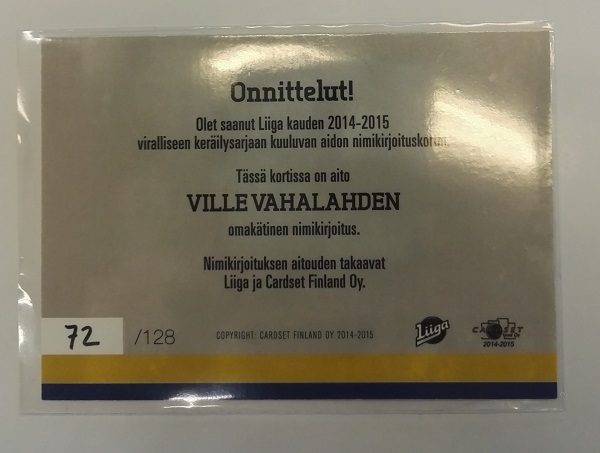 Onnittelut!
Olet saanut Liiga kauden 2014-2015
viralliseen keräilysarjaan kuuluvan aidon nimikirjoituskortin.
Tässä kortissa on aito
VILLE VAHALAHDEN
omakätinen nimikirjoitus.
Nimikirjoituksen aitouden takaavat
Liiga ja Cardset Finland Oy.
72 /128 COPYRIGHT: CARDSET FINLAND OY 2014-2015
Liiga
CARDSET
2014-2015